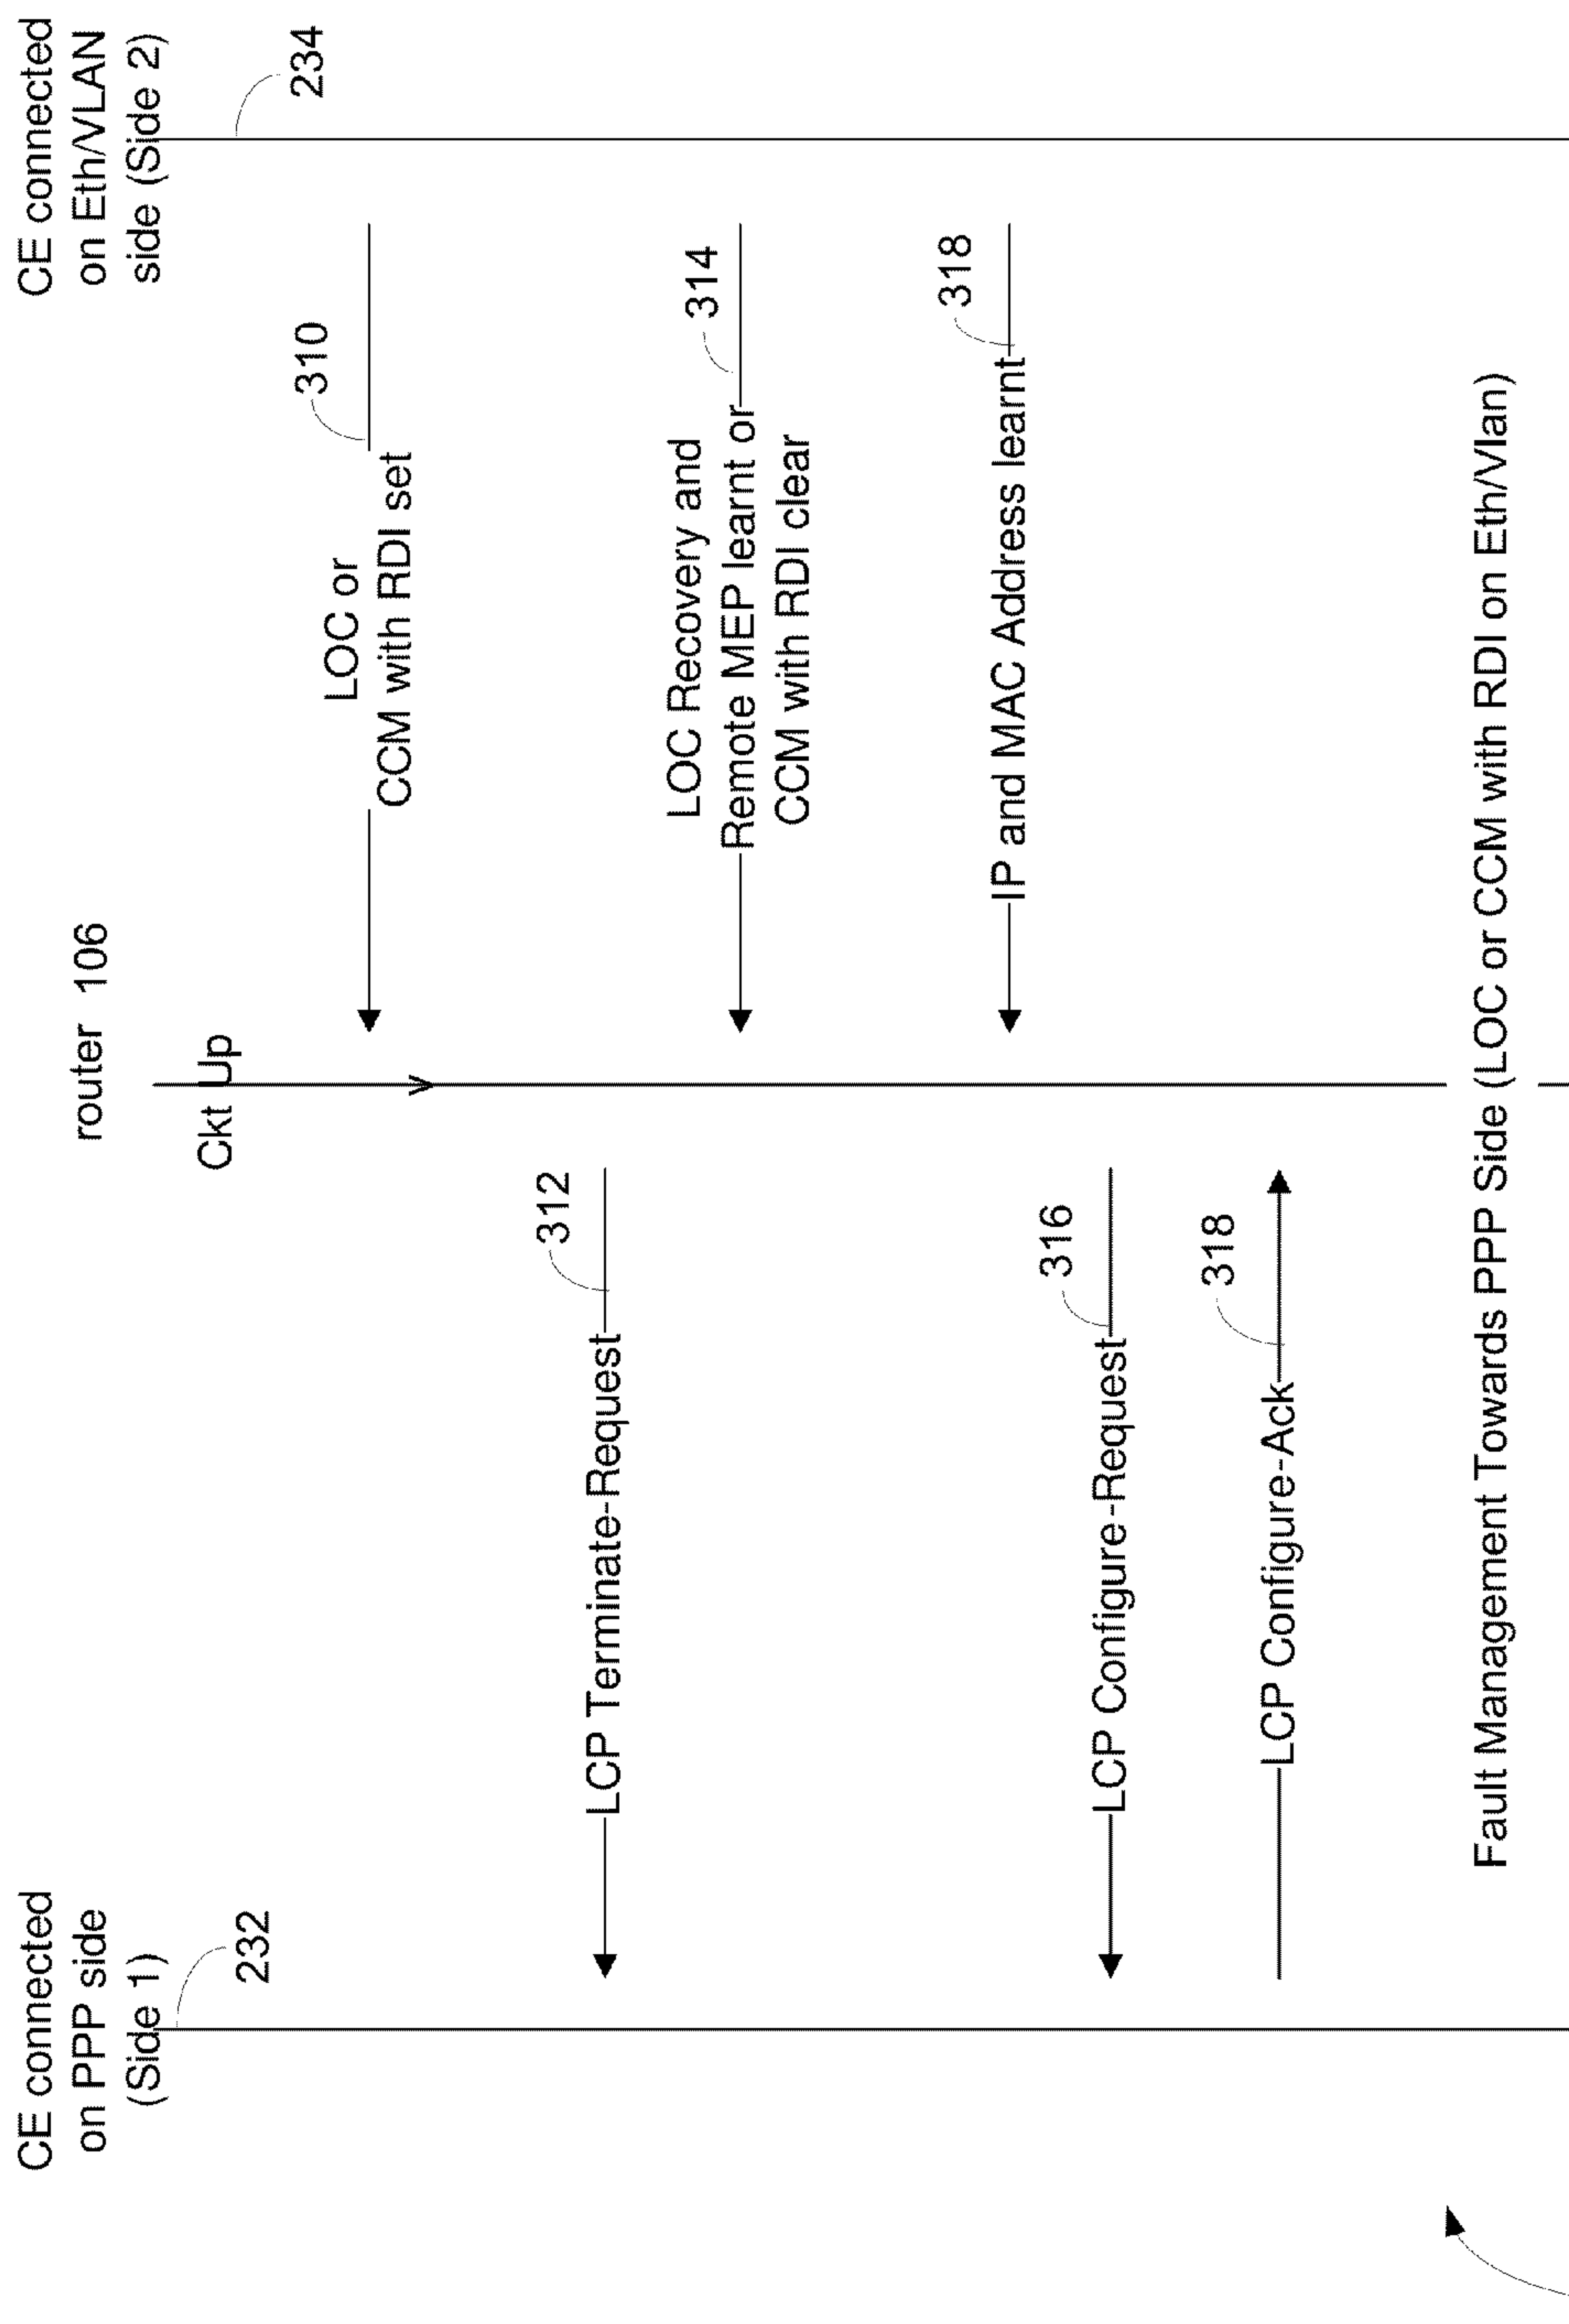 CE connected
on PPP side
(Side 1)
232
router 106
Ckt Up
CE connected
on Eth/VLAN
side (Side 2)
234
310
LOC or
CCM with RDI set
312
LCP Terminate-Request
314
LOC Recovery and
Remote MEP learnt or
CCM with RDI clear
318
IP and MAC Address learnt
316
LCP Configure-Request
318
LCP Configure-Ack
Fault Management Towards PPP Side (LOC or CCM with RDI on Eth/Vlan)